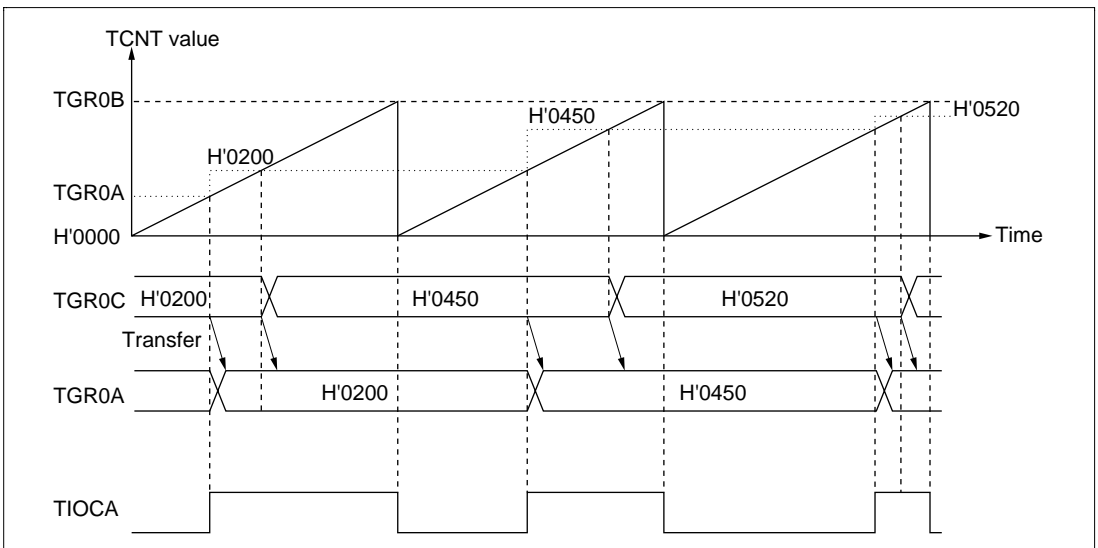 TCNT value
TGR0B
H'0520
H'0450
H'0200
TGR0A
H'0000
Time
TGR0C
H'0200
H'0450
H'0520
Transfer
TGR0A
H'0200
H'0450
TIOCA